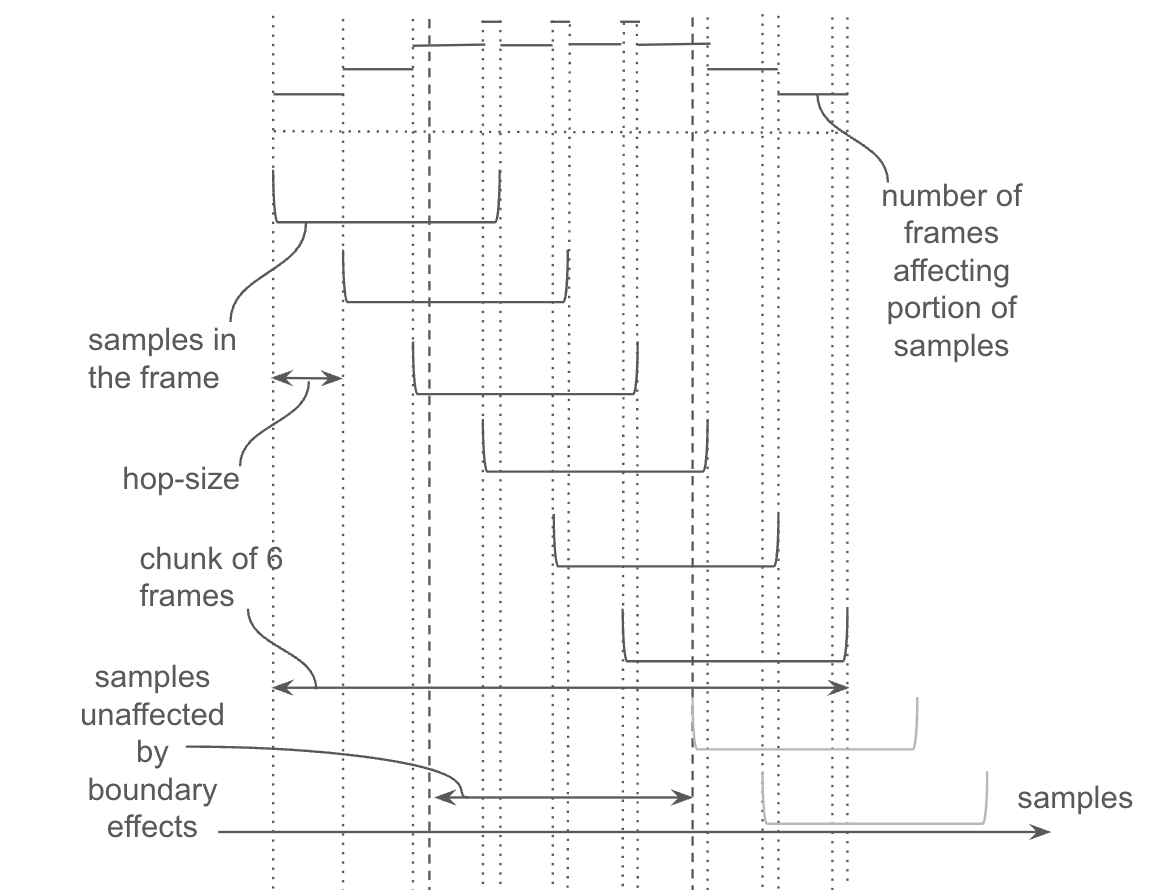 number of
frames
affecting
portion of
samples
samples in
the frame
hop-size
chunk of 6
frames
samples
unaffected
by
boundary
effects
samples